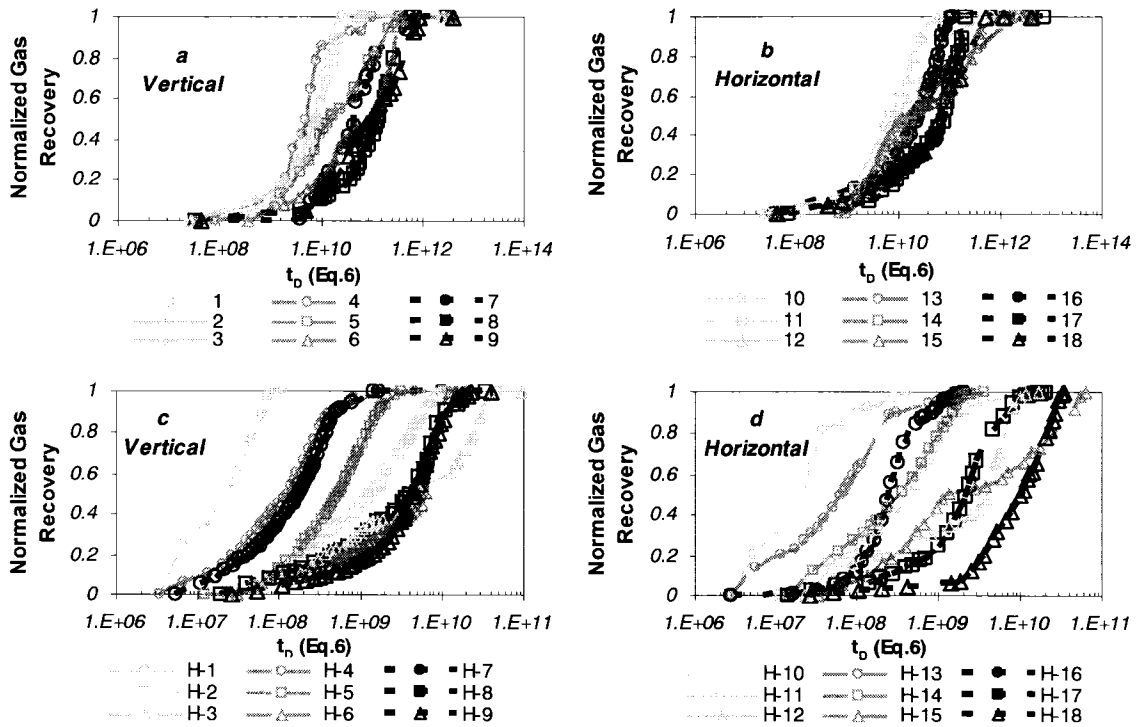 Normalized Gas Recovery
a
Vertical
1
0.8
0.6
0.4
0.2
0
1.E+06 1.E+08 1.E+10 1.E+12 1.E+14
t_D (Eq.6)
1 4 7
2 5 8
3 6 9
Normalized Gas Recovery
b
Horizontal
1
0.8
0.6
0.4
0.2
0
1.E+06 1.E+08 1.E+10 1.E+12 1.E+14
t_D (Eq.6)
10 13 16
11 14 17
12 15 18
Normalized Gas Recovery
c
Vertical
1
0.8
0.6
0.4
0.2
0
1.E+06 1.E+07 1.E+08 1.E+09 1.E+10 1.E+11
t_D (Eq.6)
H-1 H-4 H-7
H-2 H-5 H-8
H-3 H-6 H-9
Normalized Gas Recovery
d
Horizontal
1
0.8
0.6
0.4
0.2
0
1.E+06 1.E+07 1.E+08 1.E+09 1.E+10 1.E+11
t_D (Eq.6)
H-10 H-13 H-16
H-11 H-14 H-17
H-12 H-15 H-18